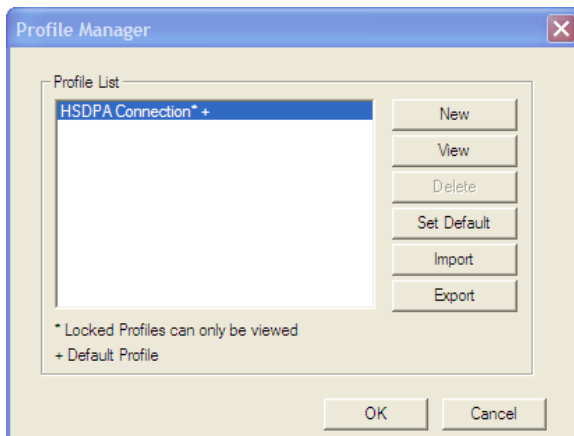 Profile Manager
Profile List
HSDPA Connection* +
New
View
Delete
Set Default
Import
Export
* Locked Profiles can only be viewed
+ Default Profile
OK
Cancel